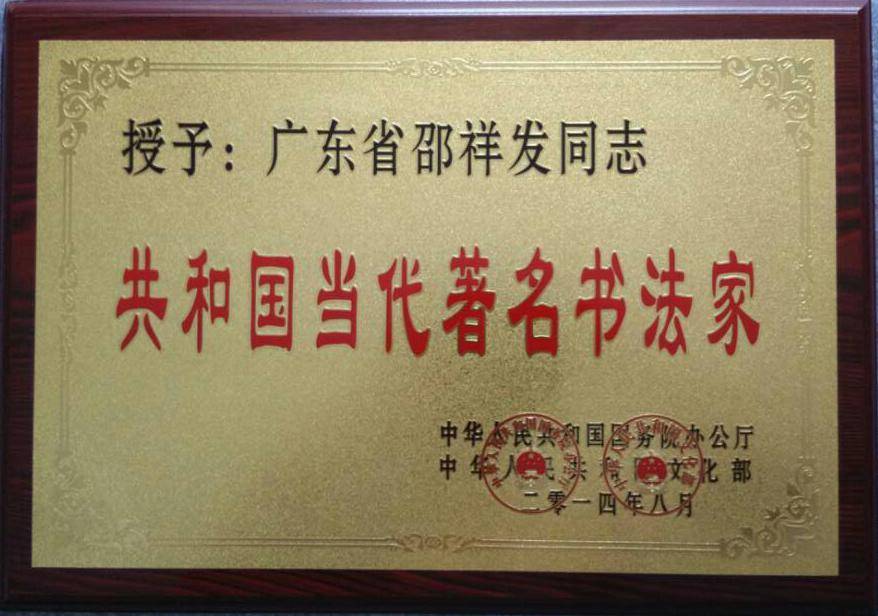 授予：广东省邵祥发同志
共和国当代著名书法家
中华人民共和国国务院办公厅
中华人民共和国文化部
二零一四年八月